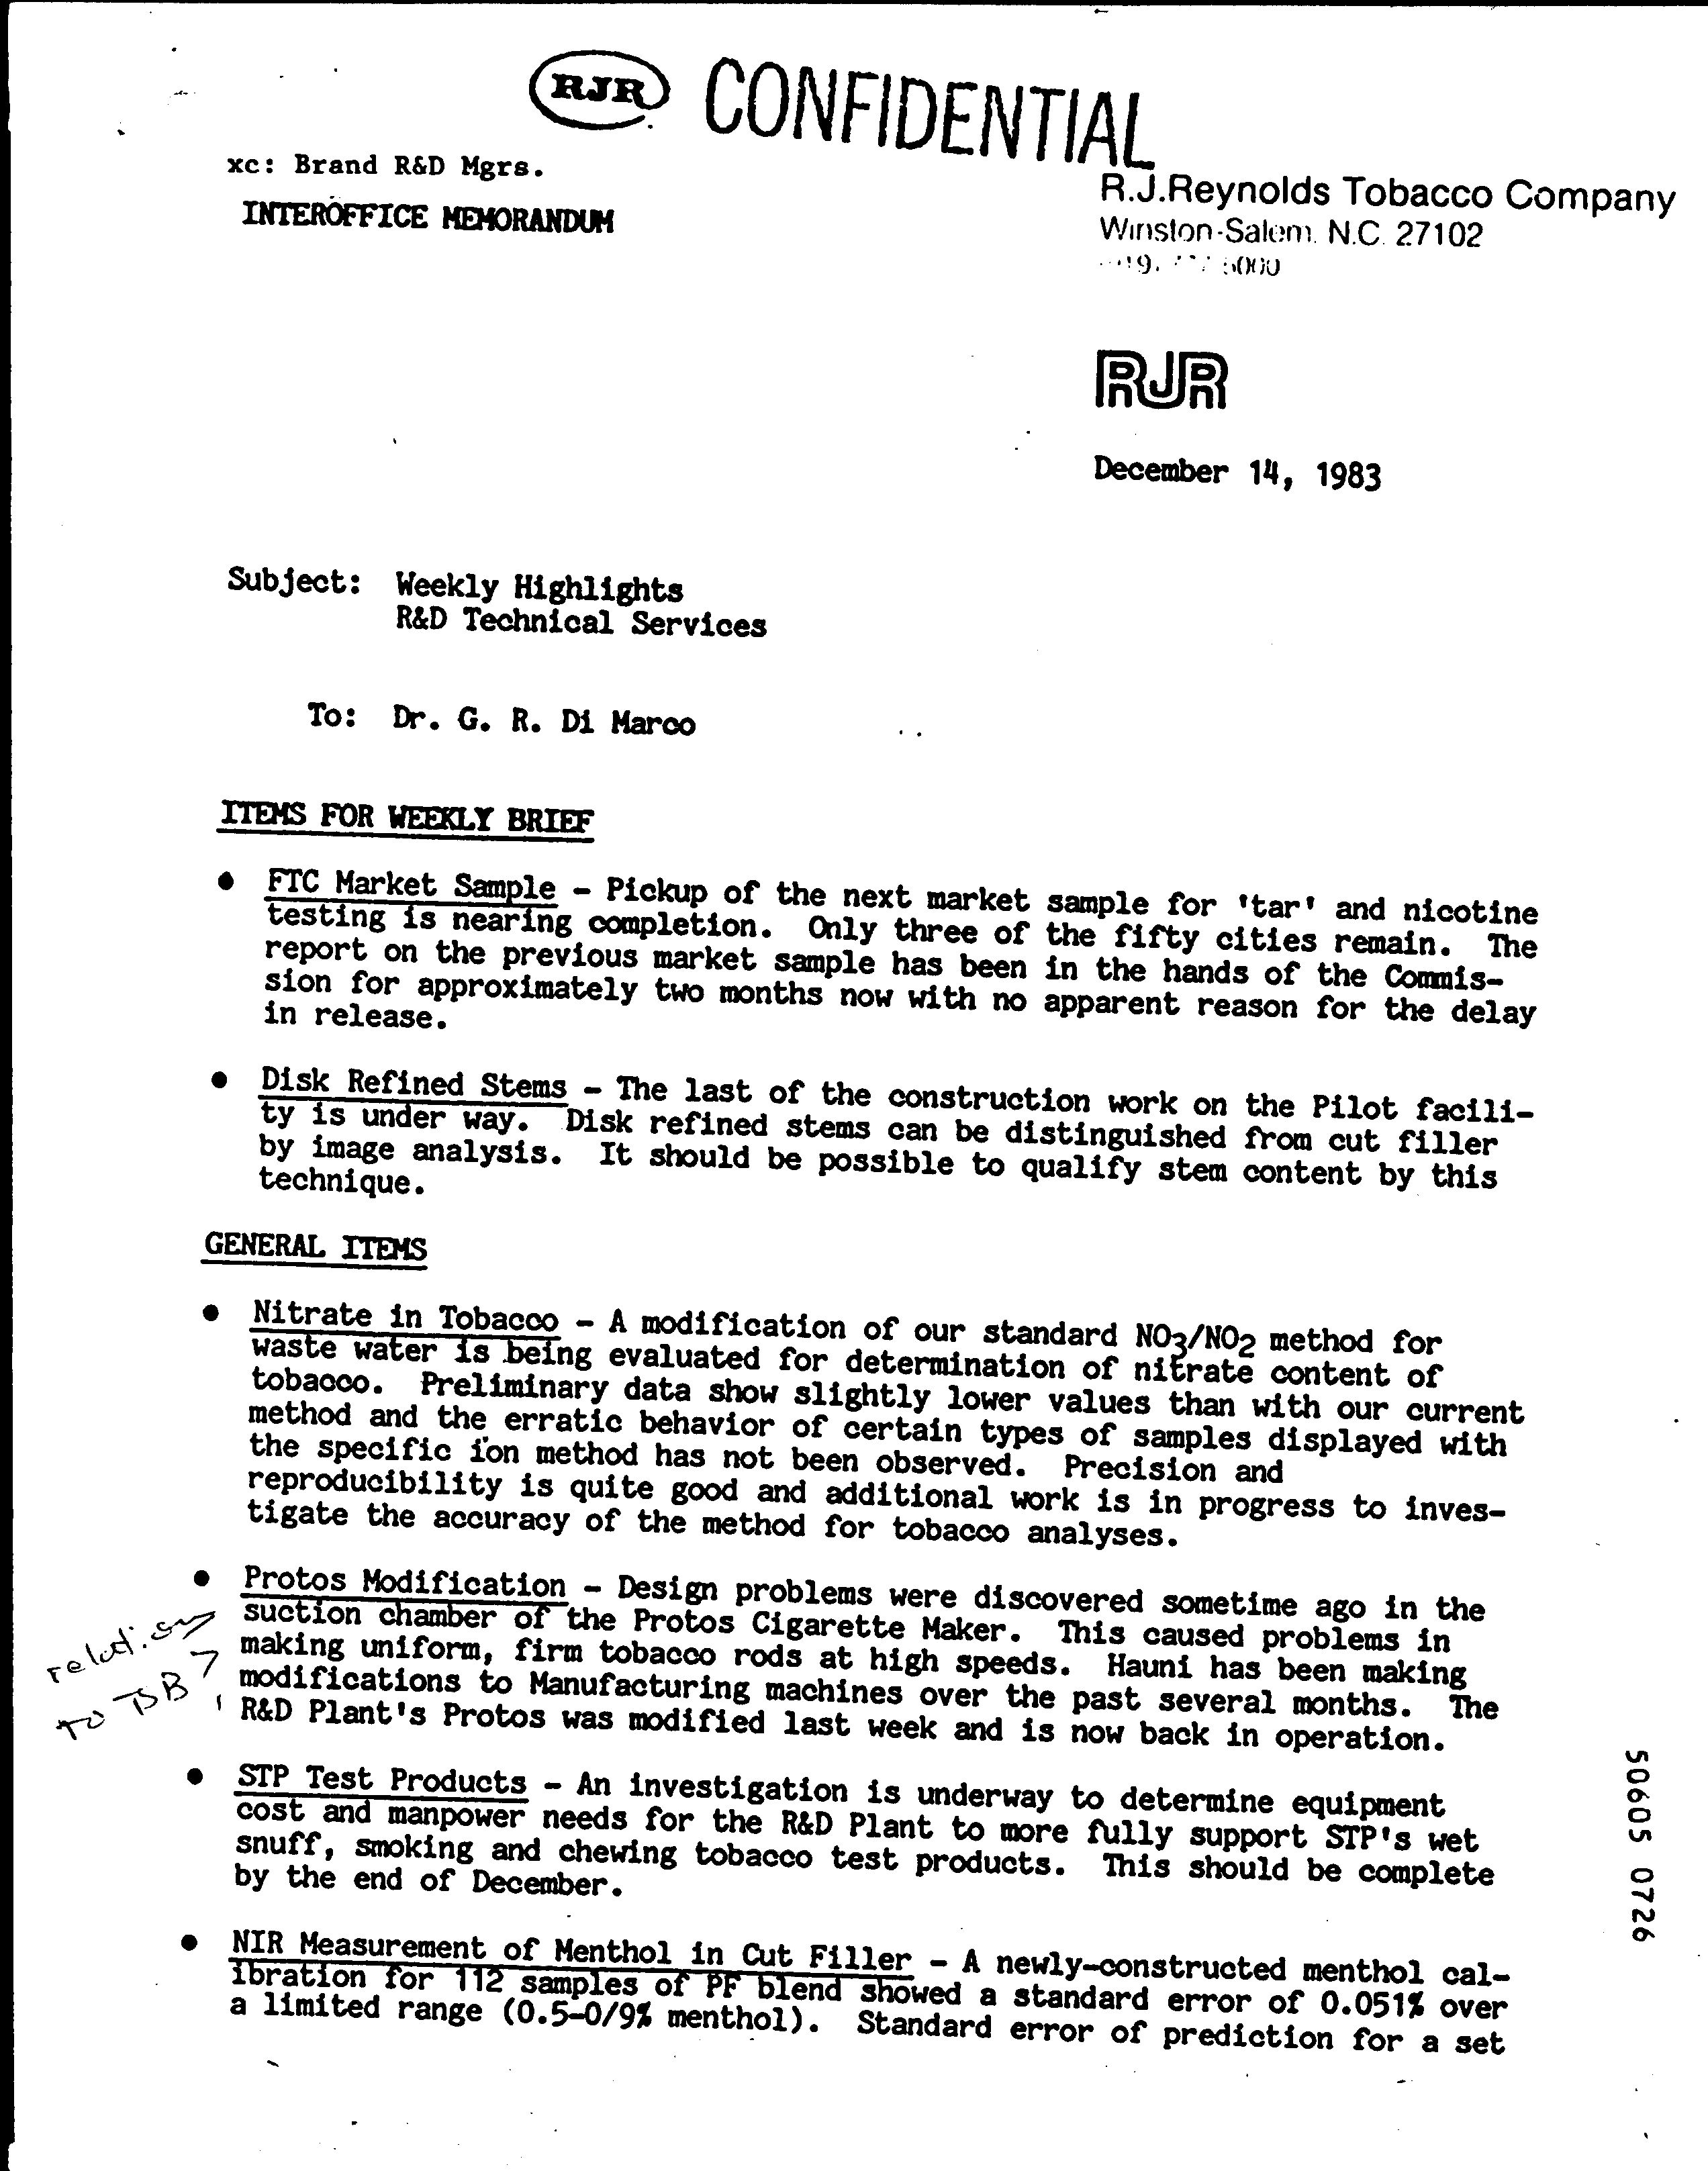 RJR CONFIDENTIAL
xc: Brand R&D Mgrs.
INTEROFFICE MEMORANDUM
R.J.Reynolds Tobacco Company
Winston-Salem, N.C. 27102
5000
RJR
December 14, 1983
Subject: Weekly Highlights
R&D Technical Services
To: Dr. G. R. Di Marco
ITEMS FOR WEEKLY BRIEF
• FTC Market Sample - Pickup of the next market sample for 'tar' and nicotine
testing is nearing completion. Only three of the fifty cities remain. The
report on the previous market sample has been in the hands of the Commis-
sion for approximately two months now with no apparent reason for the delay
in release.
• Disk Refined Stems - The last of the construction work on the Pilot facili-
ty is under way. Disk refined stems can be distinguished from cut filler
by image analysis. It should be possible to qualify stem content by this
technique.
GENERAL ITEMS
• Nitrate in Tobacco - A modification of our standard NO3/NO2 method for
waste water is being evaluated for determination of nitrate content of
tobacco. Preliminary data show slightly lower values than with our current
method and the erratic behavior of certain types of samples displayed with
the specific ion method has not been observed. Precision and
reproducibility is quite good and additional work is in progress to inves-
tigate the accuracy of the method for tobacco analyses.
• Protos Modification - Design problems were discovered sometime ago in the
suction chamber of the Protos Cigarette Maker. This caused problems in
making uniform, firm tobacco rods at high speeds. Hauni has been making
modifications to Manufacturing machines over the past several months. The
R&D Plant's Protos was modified last week and is now back in operation.
relation
to TSB?
• STP Test Products - An investigation is underway to determine equipment
cost and manpower needs for the R&D Plant to more fully support STP's wet
snuff, smoking and chewing tobacco test products. This should be complete
by the end of December.
• NIR Measurement of Menthol in Cut Filler - A newly-constructed menthol cal-
ibration for 112 samples of PF blend showed a standard error of 0.051% over
a limited range (0.5-0/9% menthol). Standard error of prediction for a set
50605 0726